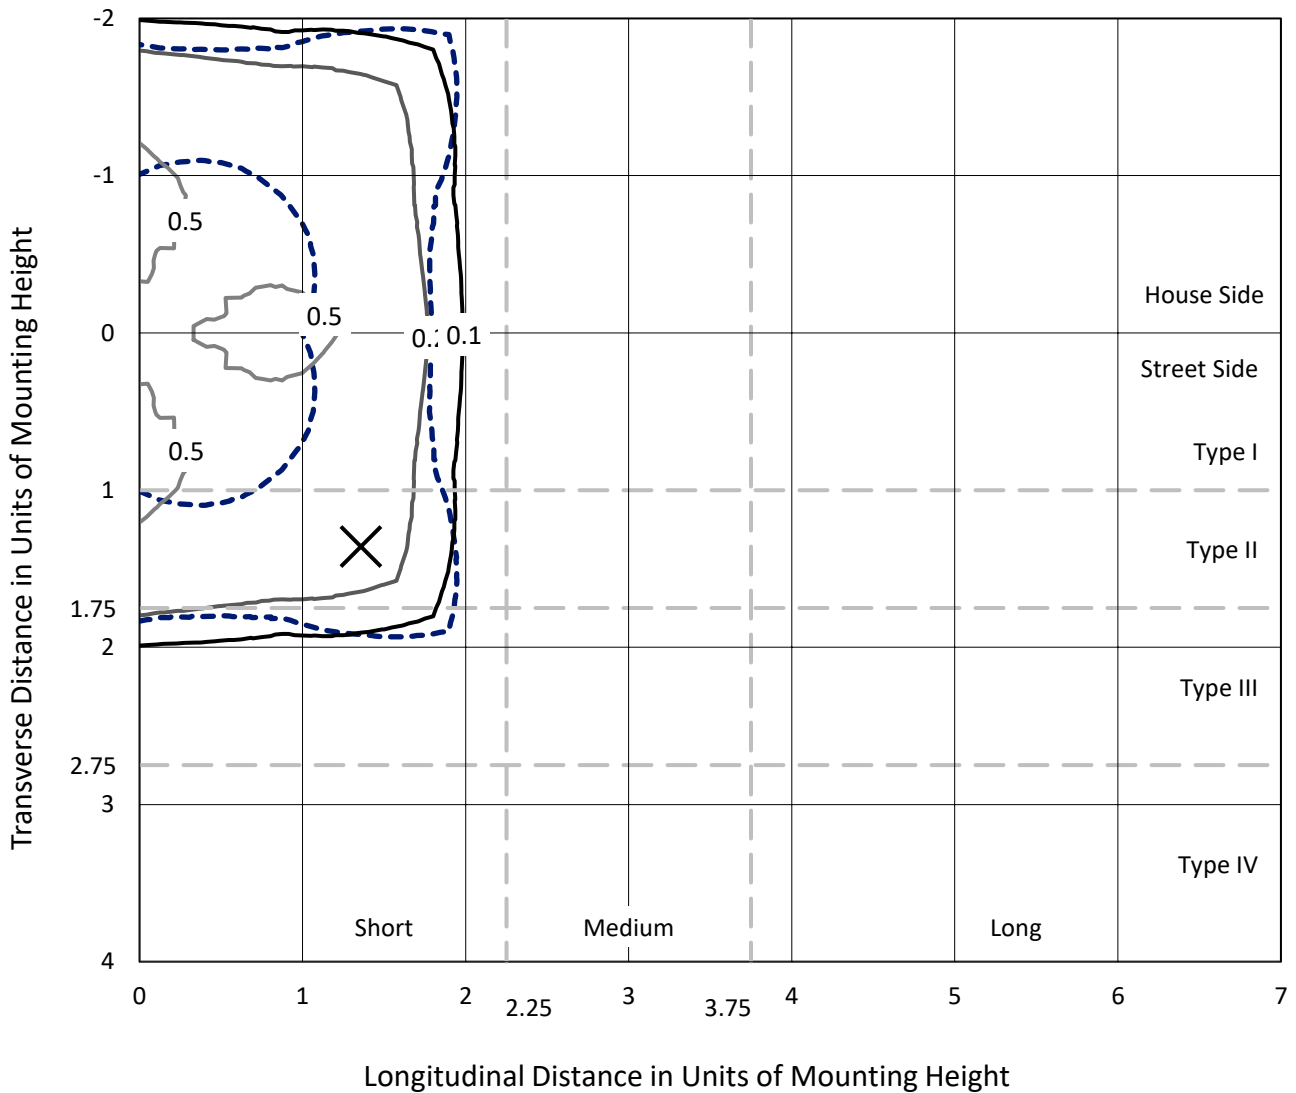 -2
-1
0.5
House Side
0.5
0
0.1
Street Side
0.5
Type I
1
Type II
1.75
2
Type III
2.75
3
Type IV
Short
Medium
Long
4
0
1
2
2.25
3
3.75
4
5
6
7
Longitudinal Distance in Units of Mounting Height
Transverse Distance in Units of Mounting Height